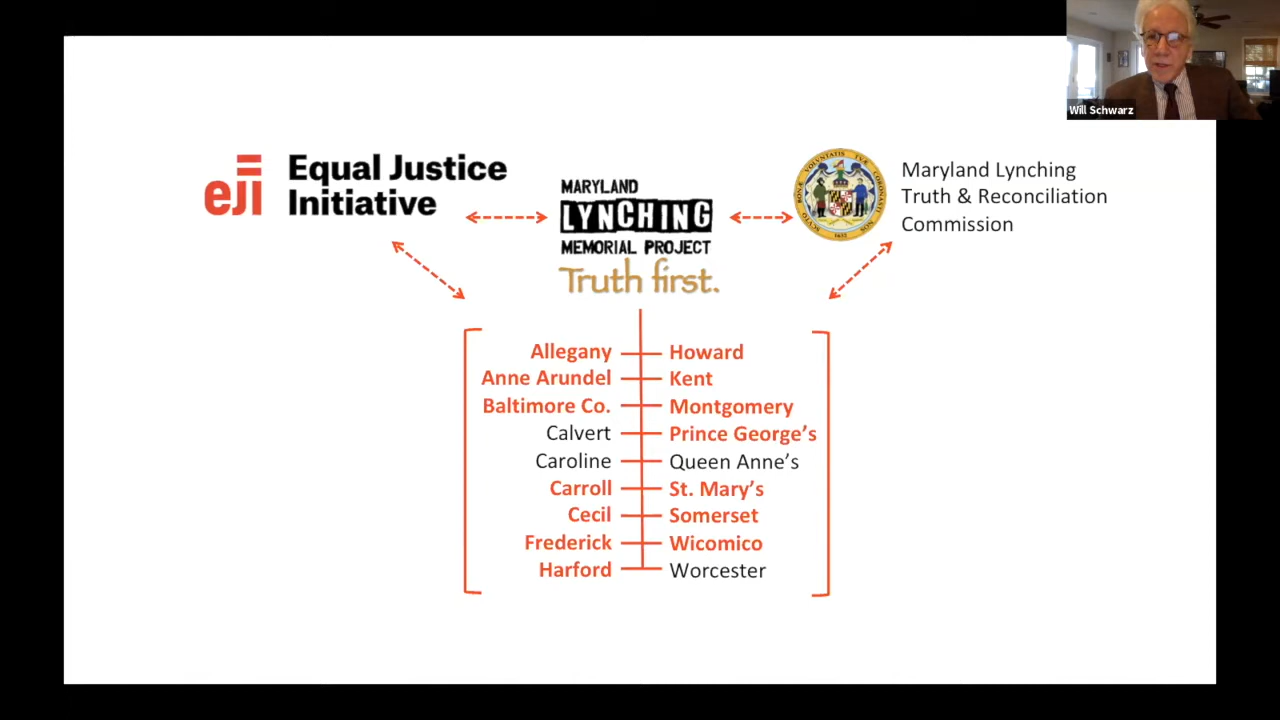 Will Schwarz
eji
Equal Justice
Initiative
MARYLAND
LYNCHING
MEMORIAL PROJECT
Truth first.
Maryland Lynching
Truth & Reconciliation
Commission
Allegany
Howard
Anne Arundel
Kent
Baltimore Co.
Montgomery
Calvert
Prince George’s
Caroline
Queen Anne’s
Carroll
St. Mary’s
Cecil
Somerset
Frederick
Wicomico
Harford
Worcester